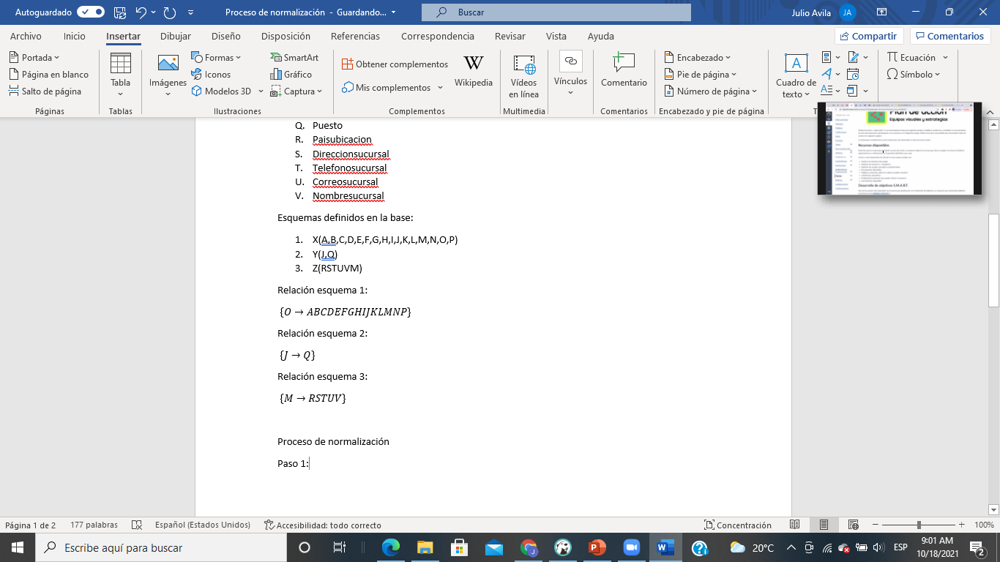 Autoguardado
Proceso de normalización - Guardando...
Buscar
Julio Avila
JA
Archivo Inicio Insertar Dibujar Diseño Disposición Referencias Correspondencia Revisar Vista Ayuda
Compartir
Comentarios
Portada
Página en blanco
Salto de página
Páginas
Tabla
Tablas
Imágenes
Formas
Iconos
Modelos 3D
SmartArt
Gráfico
Captura
Ilustraciones
Obtener complementos
Mis complementos
W
Wikipedia
Complementos
Vídeos
en línea
Multimedia
Vínculos
Comentario
Comentarios
Encabezado
Pie de página
Número de página
Encabezado y pie de página
Cuadro de
texto
Ecuación
Símbolo
Plan de acción
Equipos visuales y estrategias
Recursos disponibles
Desarrollo de objetivos S.M.A.R.T.
Q. Puesto
R. Paisubicacion
S. Direccionsucursal
T. Telefonosucursal
U. Correosucursal
V. Nombresucursal
Esquemas definidos en la base:
1. X(A,B,C,D,E,F,G,H,I,J,K,L,M,N,O,P)
2. Y(J,Q)
3. Z(RSTUVM)
Relación esquema 1:
{O → ABCDEFGHIJKLMNP}
Relación esquema 2:
{J → Q}
Relación esquema 3:
{M → RSTUV}
Proceso de normalización
Paso 1:
Página 1 de 2
177 palabras
Español (Estados Unidos)
Accesibilidad: todo correcto
Concentración
100%
Escribe aquí para buscar
20°C
ESP
9:01 AM
10/18/2021
2